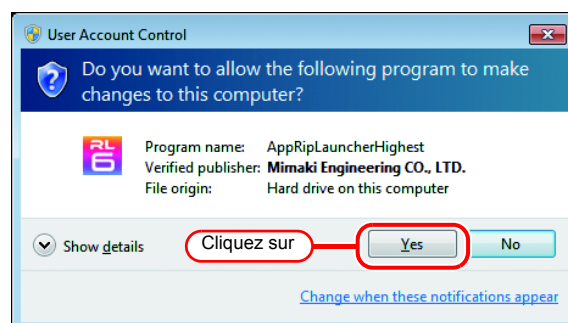 User Account Control
Do you want to allow the following program to make
changes to this computer?
RL
6
Program name: AppRipLauncherHighest
Verified publisher: Mimaki Engineering CO., LTD.
File origin: Hard drive on this computer
Show details
Cliquez sur
Yes
No
Change when these notifications appear